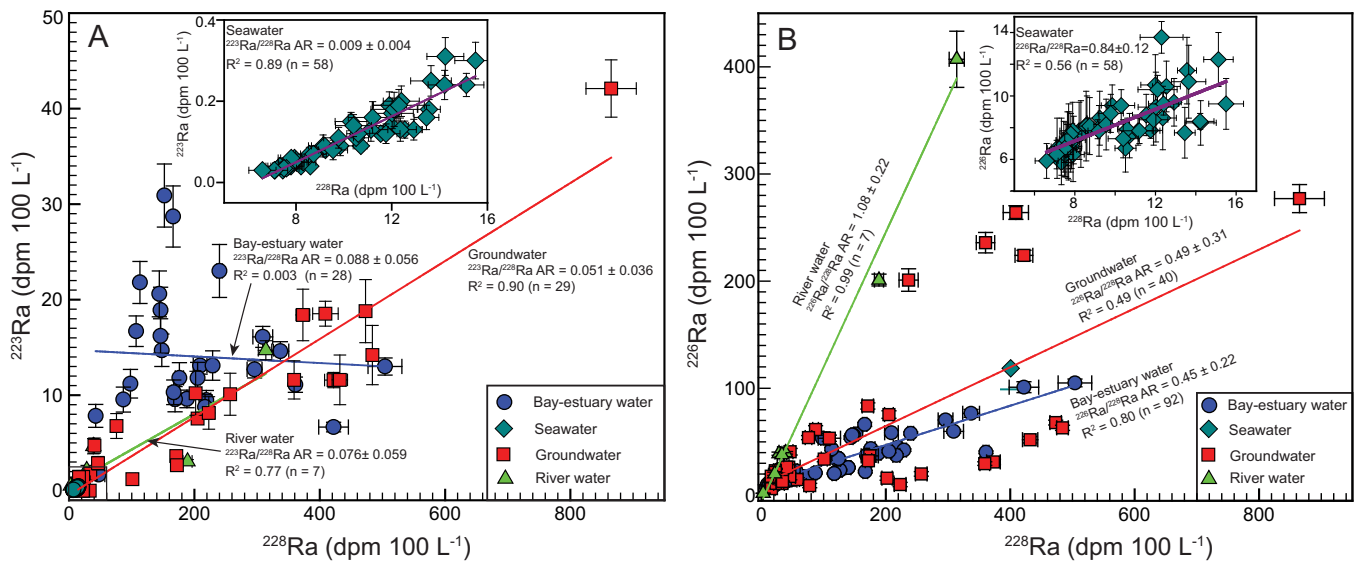 A
50
40
30
20
10
0
0
200
400
600
800
²²³Ra (dpm 100 L⁻¹)
²²⁸Ra (dpm 100 L⁻¹)
Seawater
²²³Ra/²²⁸Ra AR = 0.009 ± 0.004
R² = 0.89 (n = 58)
0.4
0.2
0.0
8
12
16
²²³Ra (dpm 100 L⁻¹)
²²⁸Ra (dpm 100 L⁻¹)
Bay-estuary water
²²³Ra/²²⁸Ra AR = 0.088 ± 0.056
R² = 0.003 (n = 28)
Groundwater
²²³Ra/²²⁸Ra AR = 0.051 ± 0.036
R² = 0.90 (n = 29)
River water
²²³Ra/²²⁸Ra AR = 0.076± 0.059
R² = 0.77 (n = 7)
Bay-estuary water
Seawater
Groundwater
River water
B
400
300
200
100
0
0
200
400
600
800
²²⁶Ra (dpm 100 L⁻¹)
²²⁸Ra (dpm 100 L⁻¹)
Seawater
²²⁶Ra/²²⁸Ra=0.84±0.12
R² = 0.56 (n = 58)
14
10
6
8
12
16
²²⁶Ra (dpm 100 L⁻¹)
²²⁸Ra (dpm 100 L⁻¹)
River water
²²⁶Ra/²²⁸Ra AR = 1.08 ± 0.22
R² = 0.99 (n = 7)
Groundwater
²²⁶Ra/²²⁸Ra AR = 0.49 ± 0.31
R² = 0.49 (n = 40)
Bay-estuary water
²²⁶Ra/²²⁸Ra AR = 0.45 ± 0.22
R² = 0.80 (n = 92)
Bay-estuary water
Seawater
Groundwater
River water